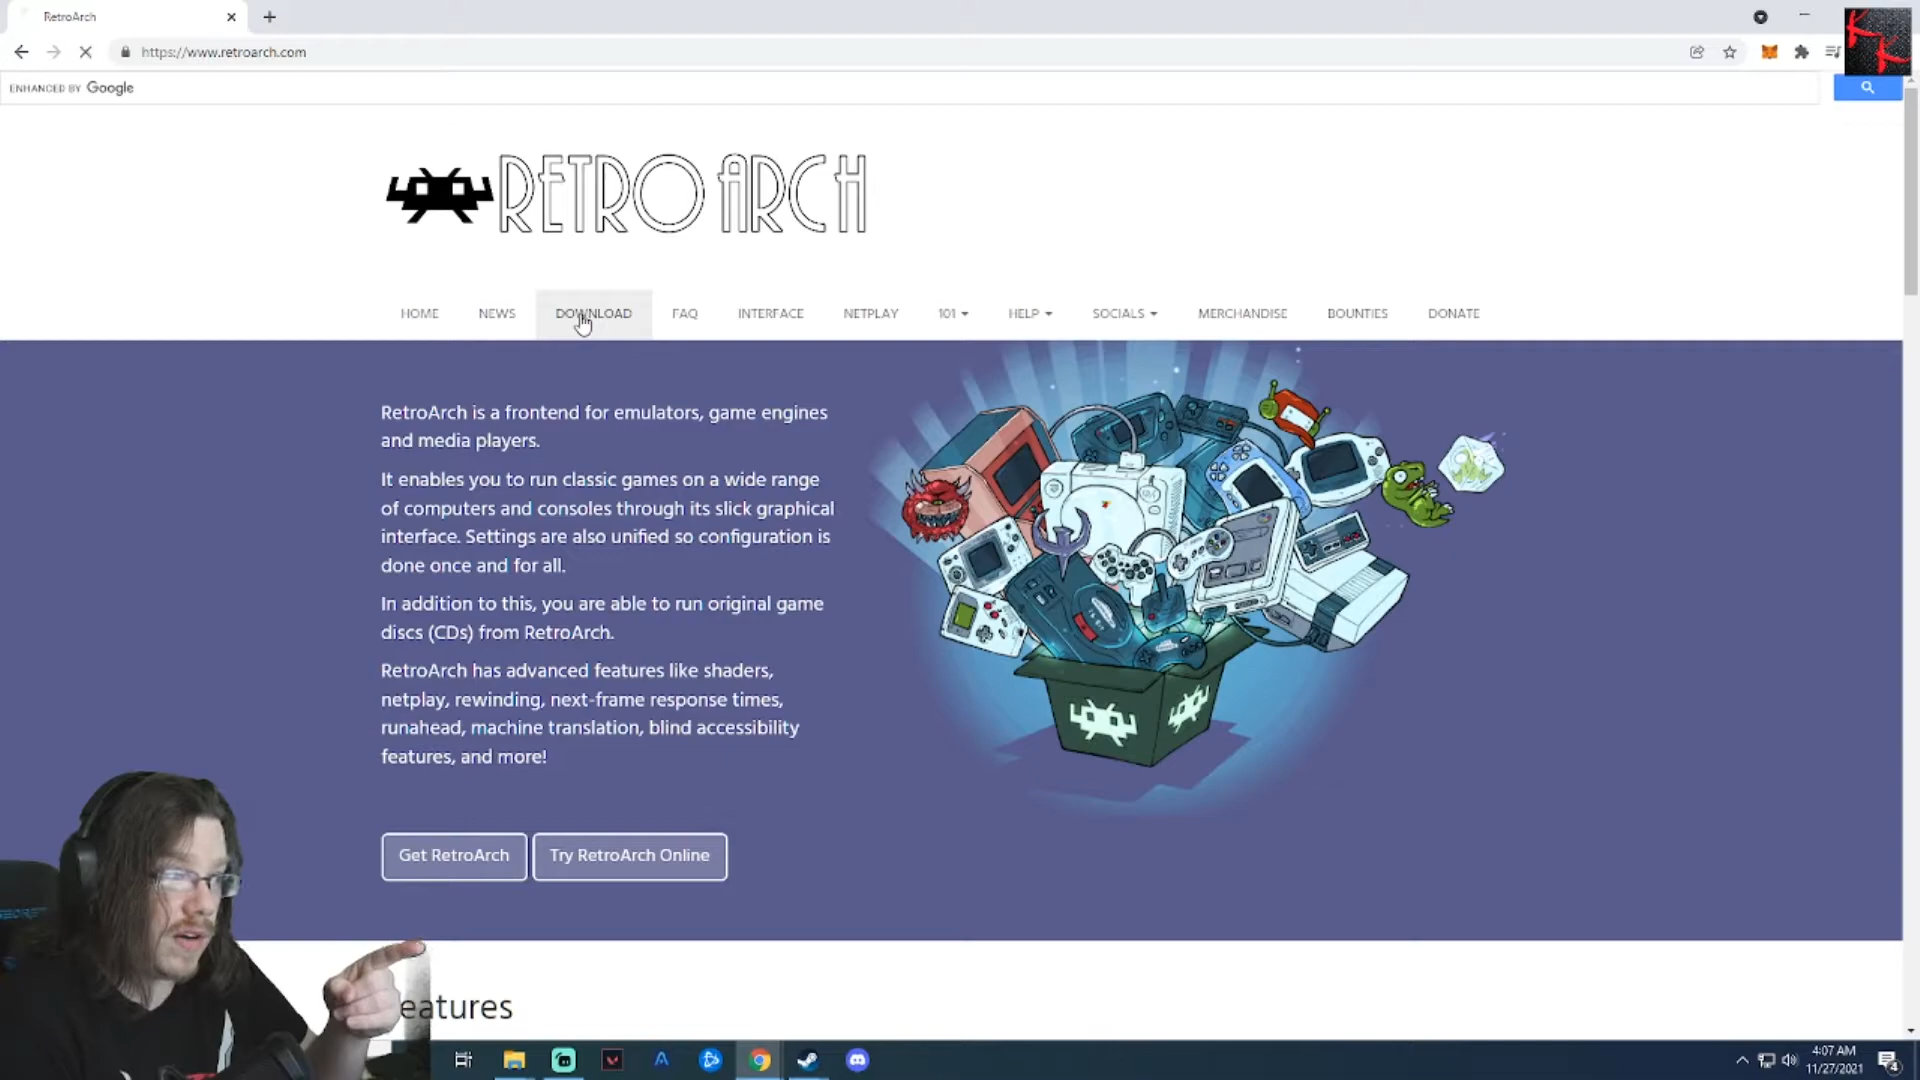 RetroArch
https://www.retroarch.com
ENHANCED BY Google
RETRO ARCH
HOME NEWS DOWNLOAD FAQ INTERFACE NETPLAY 101 HELP SOCIALS MERCHANDISE BOUNTIES DONATE
RetroArch is a frontend for emulators, game engines
and media players.
It enables you to run classic games on a wide range
of computers and consoles through its slick graphical
interface. Settings are also unified so configuration is
done once and for all.
In addition to this, you are able to run original game
discs (CDs) from RetroArch.
RetroArch has advanced features like shaders,
netplay, rewinding, next-frame response times,
runahead, machine translation, blind accessibility
features, and more!
Get RetroArch Try RetroArch Online
eatures
4:07 AM
11/27/2021
4